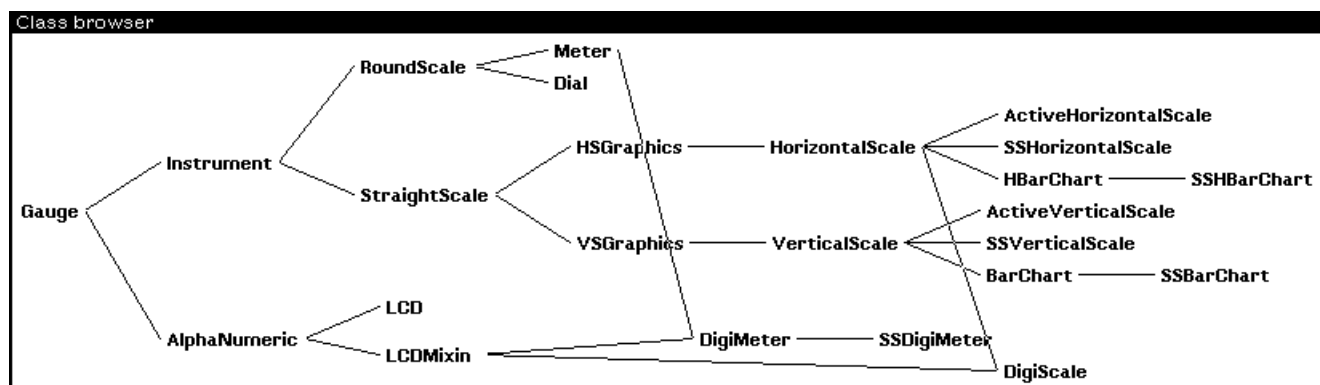 Class browser
Meter
RoundScale
Dial
ActiveHorizontalScale
HSGraphics HorizontalScale SSHorizontalScale
Instrument
HBarChart SSHBarChart
StraightScale
Gauge ActiveVerticalScale
VSGraphics VerticalScale SSVerticalScale
BarChart SSBarChart
LCD
AlphaNumeric DigiMeter SSDigiMeter
LCDMixin
DigiScale